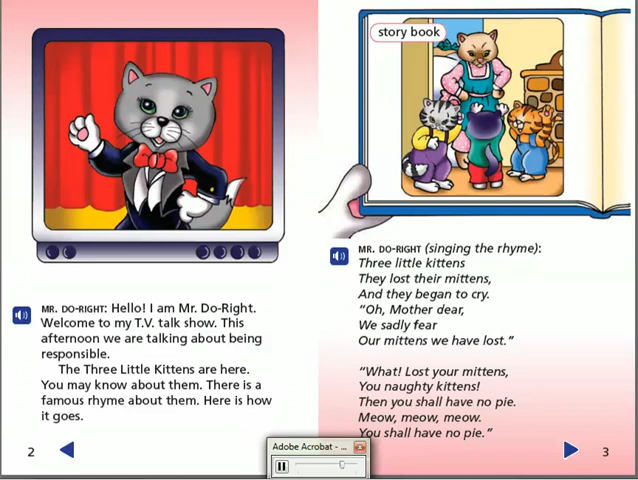 MR. DO-RIGHT: Hello! I am Mr. Do-Right.
Welcome to my T.V. talk show. This
afternoon we are talking about being
responsible.
The Three Little Kittens are here.
You may know about them. There is a
famous rhyme about them. Here is how
it goes.
2
story book
MR. DO-RIGHT (singing the rhyme):
Three little kittens
They lost their mittens,
And they began to cry.
“Oh, Mother dear,
We sadly fear
Our mittens we have lost.”
“What! Lost your mittens,
You naughty kittens!
Then you shall have no pie.
Meow, meow, meow.
You shall have no pie.”
3
Adobe Acrobat - ...